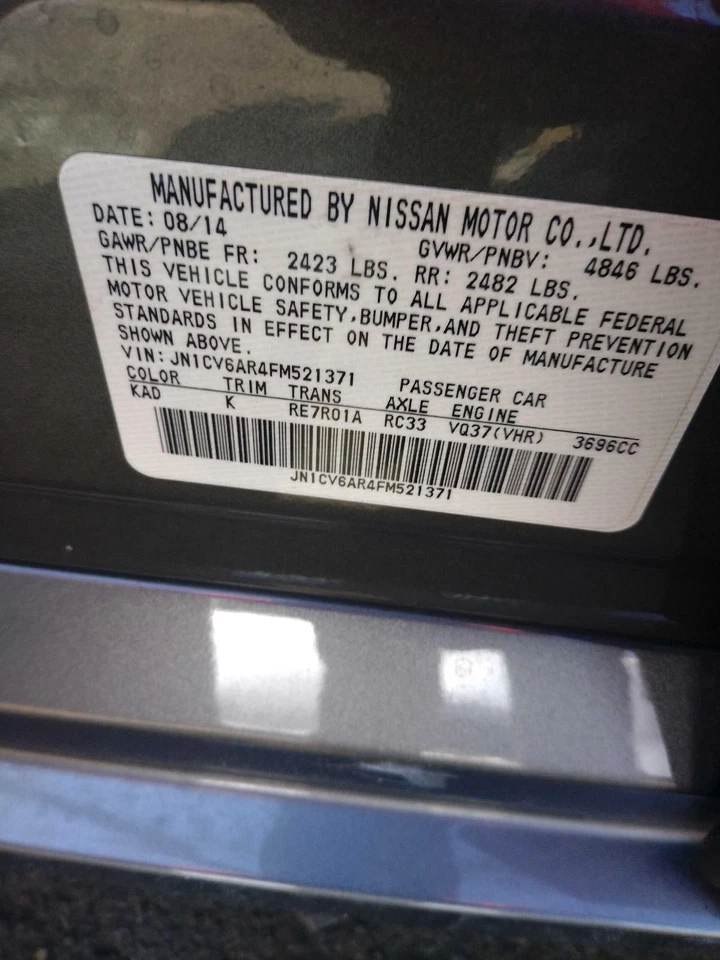 MANUFACTURED BY NISSAN MOTOR CO.,LTD.
DATE: 08/14 GVWR/PNBV: 4846 LBS.
GAWR/PNBE FR: 2423 LBS. RR: 2482 LBS.
THIS VEHICLE CONFORMS TO ALL APPLICABLE FEDERAL
MOTOR VEHICLE SAFETY,BUMPER,AND THEFT PREVENTION
STANDARDS IN EFFECT ON THE DATE OF MANUFACTURE
SHOWN ABOVE.
VIN: JN1CV6AR4FM521371 PASSENGER CAR
COLOR TRIM TRANS AXLE ENGINE
KAD K RE7R01A RC33 VQ37(VHR) 3696CC
JN1CV6AR4FM521371